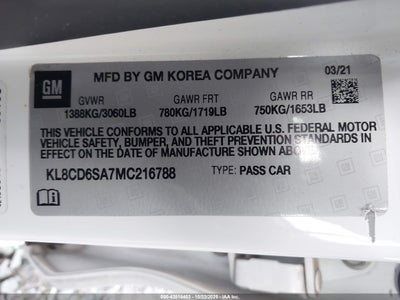 GM
MFD BY GM KOREA COMPANY
03/21
GVWR
1388KG/3060LB
GAWR FRT
780KG/1719LB
GAWR RR
750KG/1653LB
THIS VEHICLE CONFORMS TO ALL APPLICABLE U.S. FEDERAL MOTOR
VEHICLE SAFETY, BUMPER, AND THEFT PREVENTION STANDARDS
IN EFFECT ON THE DATE OF MANUFACTURE SHOWN ABOVE.
KL8CD6SA7MC216788
TYPE: PASS CAR